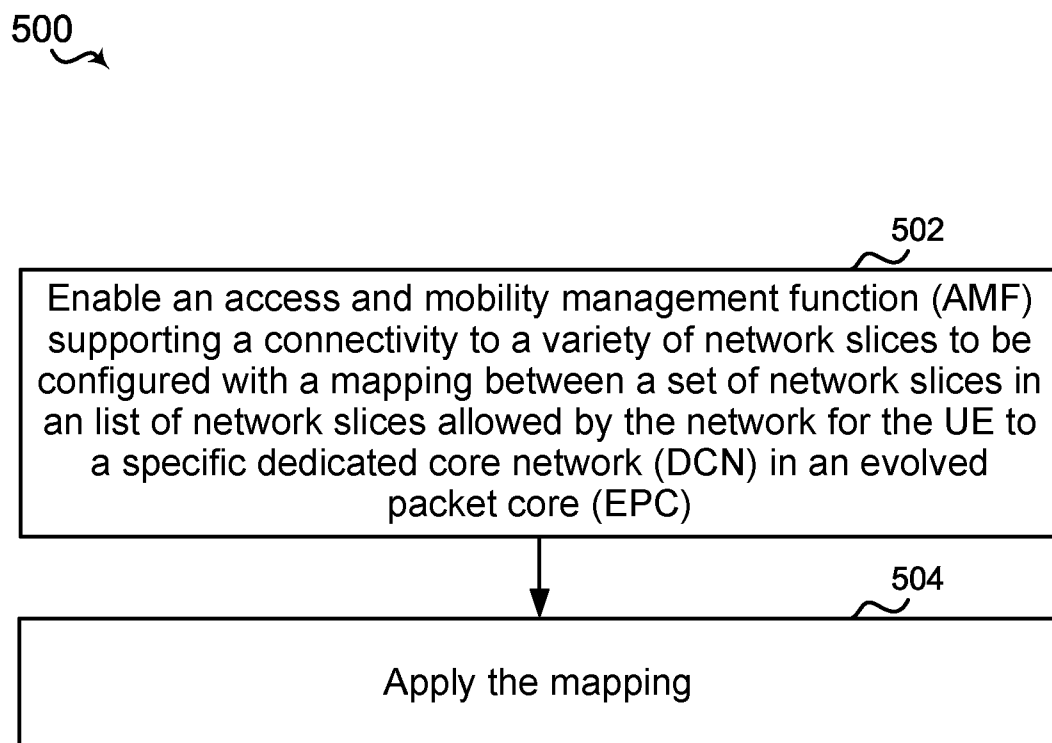 500
502
Enable an access and mobility management function (AMF)
supporting a connectivity to a variety of network slices to be
configured with a mapping between a set of network slices in
an list of network slices allowed by the network for the UE to
a specific dedicated core network (DCN) in an evolved
packet core (EPC)
504
Apply the mapping